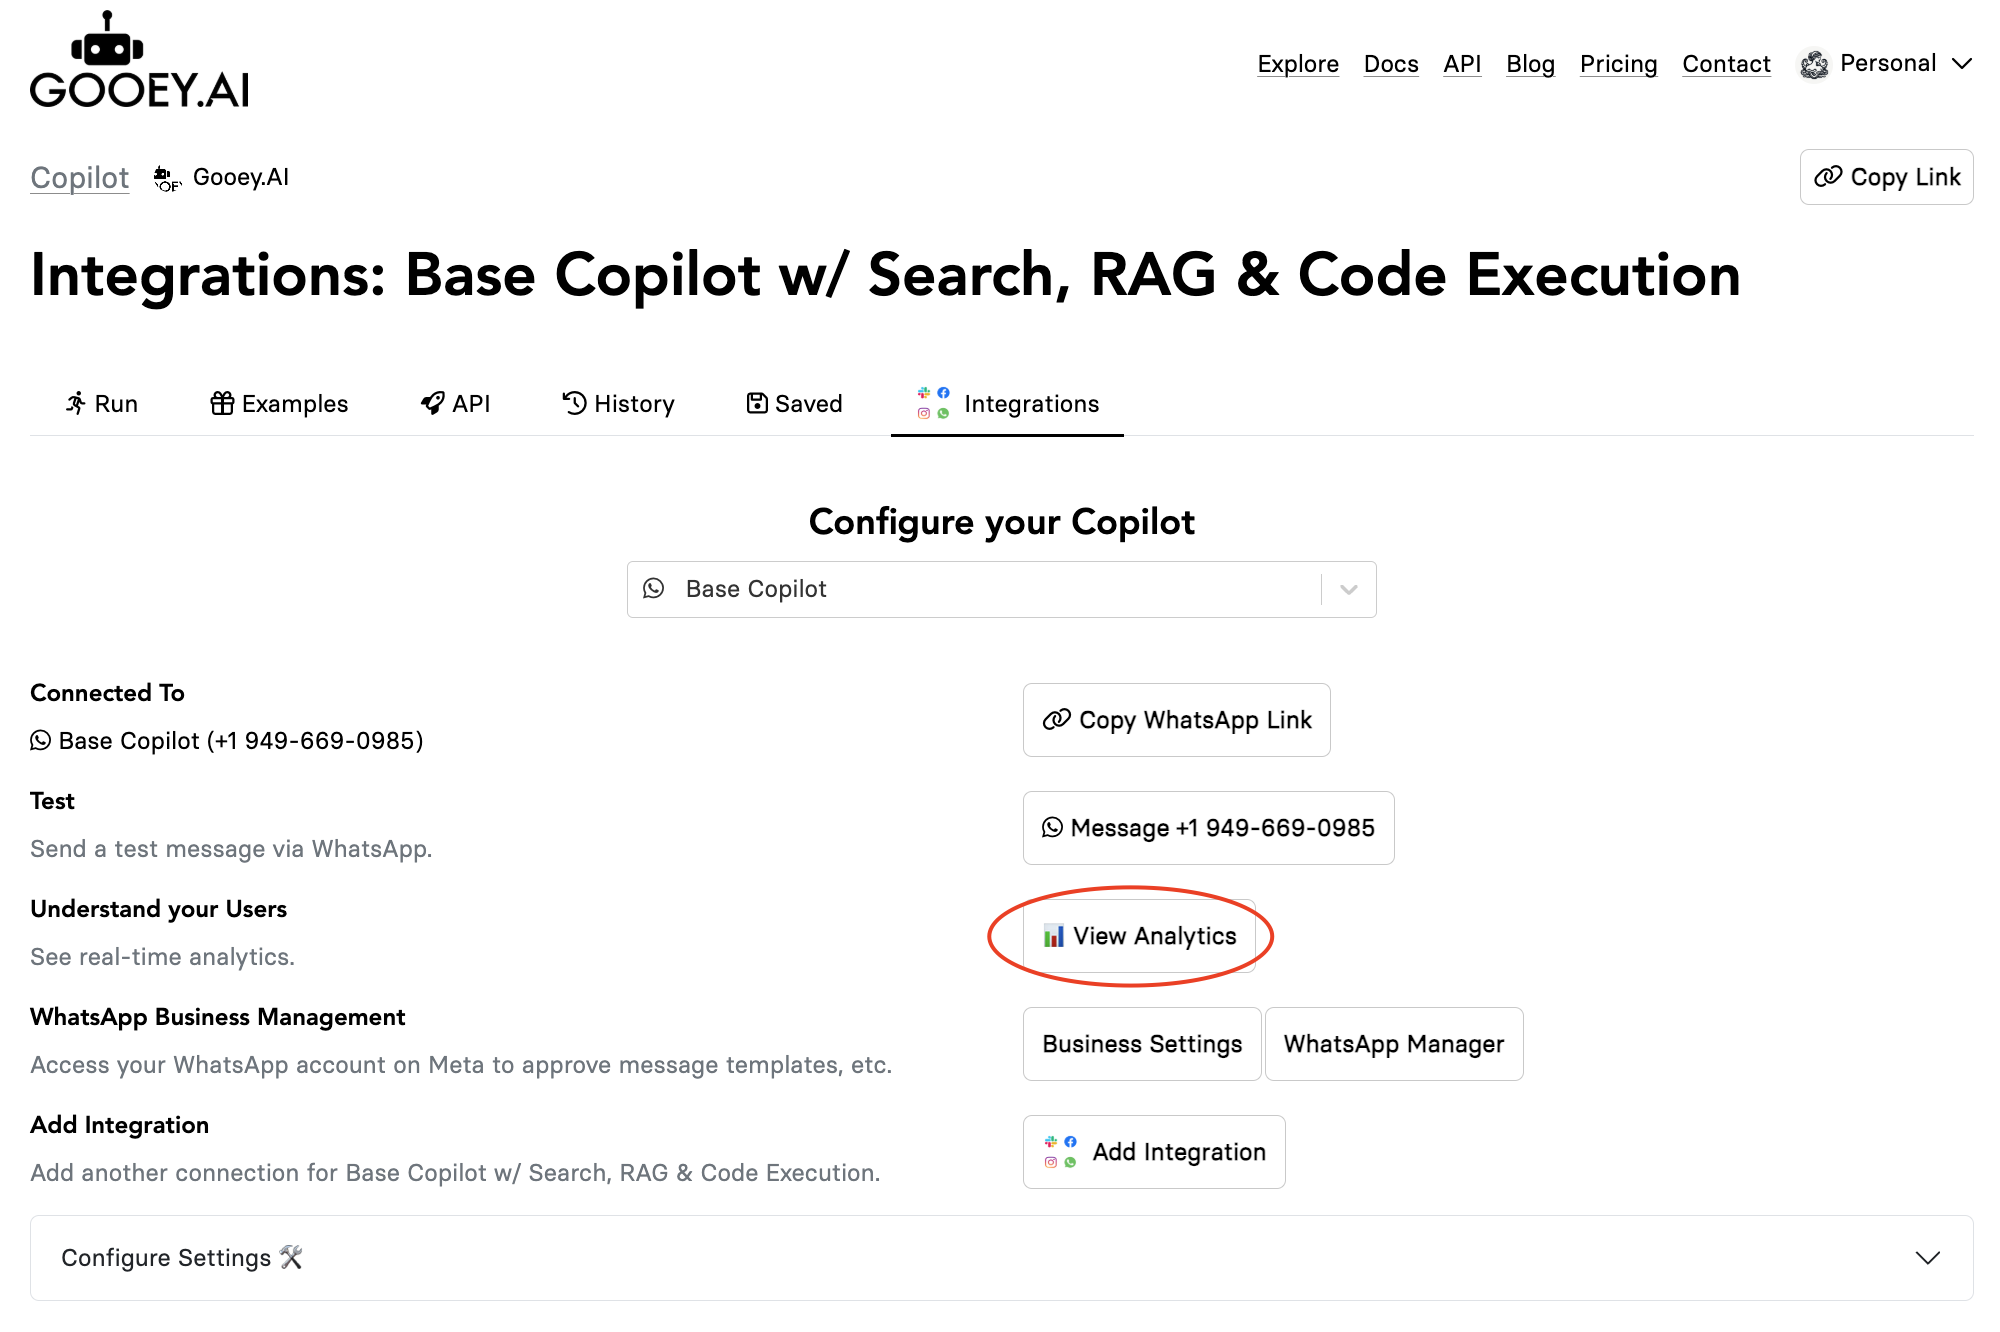 GOOEY.AI
Explore Docs API Blog Pricing Contact Personal
Copilot Gooey.AI
Copy Link
Integrations: Base Copilot w/ Search, RAG & Code Execution
Run Examples API History Saved Integrations
Configure your Copilot
Base Copilot
Connected To
Base Copilot (+1 949-669-0985)
Copy WhatsApp Link
Test
Send a test message via WhatsApp.
Message +1 949-669-0985
Understand your Users
See real-time analytics.
View Analytics
WhatsApp Business Management
Access your WhatsApp account on Meta to approve message templates, etc.
Business Settings WhatsApp Manager
Add Integration
Add another connection for Base Copilot w/ Search, RAG & Code Execution.
Add Integration
Configure Settings